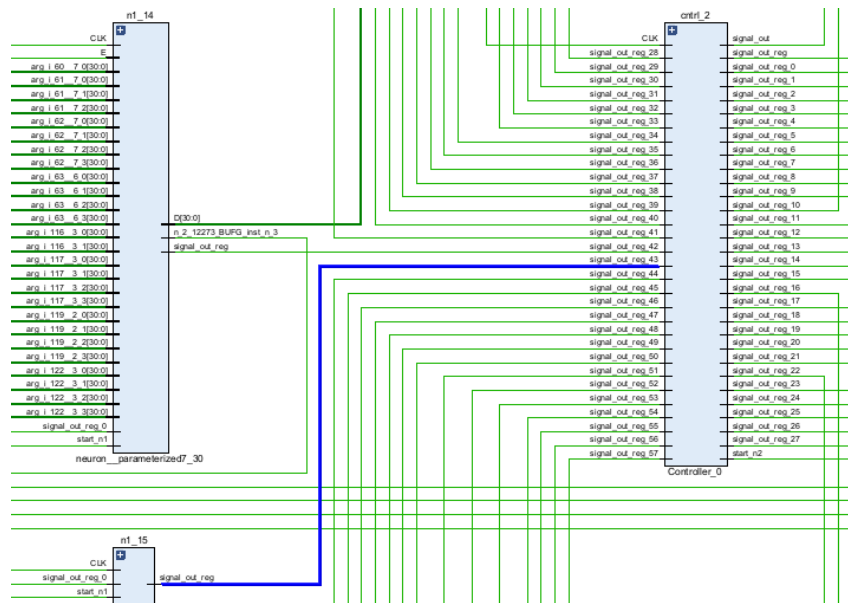 n1_14
CLK
E
arg_i_60__7_0[30:0]
arg_i_61__7_0[30:0]
arg_i_61__7_1[30:0]
arg_i_61__7_2[30:0]
arg_i_62__7_0[30:0]
arg_i_62__7_1[30:0]
arg_i_62__7_2[30:0]
arg_i_62__7_3[30:0]
arg_i_63__6_0[30:0]
arg_i_63__6_1[30:0]
arg_i_63__6_2[30:0]
arg_i_63__6_3[30:0]
arg_i_116__3_0[30:0]
arg_i_116__3_1[30:0]
arg_i_117__3_0[30:0]
arg_i_117__3_1[30:0]
arg_i_117__3_2[30:0]
arg_i_117__3_3[30:0]
arg_i_119__2_0[30:0]
arg_i_119__2_1[30:0]
arg_i_119__2_2[30:0]
arg_i_119__2_3[30:0]
arg_i_122__3_0[30:0]
arg_i_122__3_1[30:0]
arg_i_122__3_2[30:0]
arg_i_122__3_3[30:0]
signal_out_reg_0
start_n1
D[30:0]
n_2_12273_BUFG_inst_n_3
signal_out_reg
neuron__parameterized7_30
n1_15
CLK
signal_out_reg_0
start_n1
signal_out_reg
cntrl_2
CLK
signal_out_reg_28
signal_out_reg_29
signal_out_reg_30
signal_out_reg_31
signal_out_reg_32
signal_out_reg_33
signal_out_reg_34
signal_out_reg_35
signal_out_reg_36
signal_out_reg_37
signal_out_reg_38
signal_out_reg_39
signal_out_reg_40
signal_out_reg_41
signal_out_reg_42
signal_out_reg_43
signal_out_reg_44
signal_out_reg_45
signal_out_reg_46
signal_out_reg_47
signal_out_reg_48
signal_out_reg_49
signal_out_reg_50
signal_out_reg_51
signal_out_reg_52
signal_out_reg_53
signal_out_reg_54
signal_out_reg_55
signal_out_reg_56
signal_out_reg_57
signal_out
signal_out_reg
signal_out_reg_0
signal_out_reg_1
signal_out_reg_2
signal_out_reg_3
signal_out_reg_4
signal_out_reg_5
signal_out_reg_6
signal_out_reg_7
signal_out_reg_8
signal_out_reg_9
signal_out_reg_10
signal_out_reg_11
signal_out_reg_12
signal_out_reg_13
signal_out_reg_14
signal_out_reg_15
signal_out_reg_16
signal_out_reg_17
signal_out_reg_18
signal_out_reg_19
signal_out_reg_20
signal_out_reg_21
signal_out_reg_22
signal_out_reg_23
signal_out_reg_24
signal_out_reg_25
signal_out_reg_26
signal_out_reg_27
start_n2
Controller_0